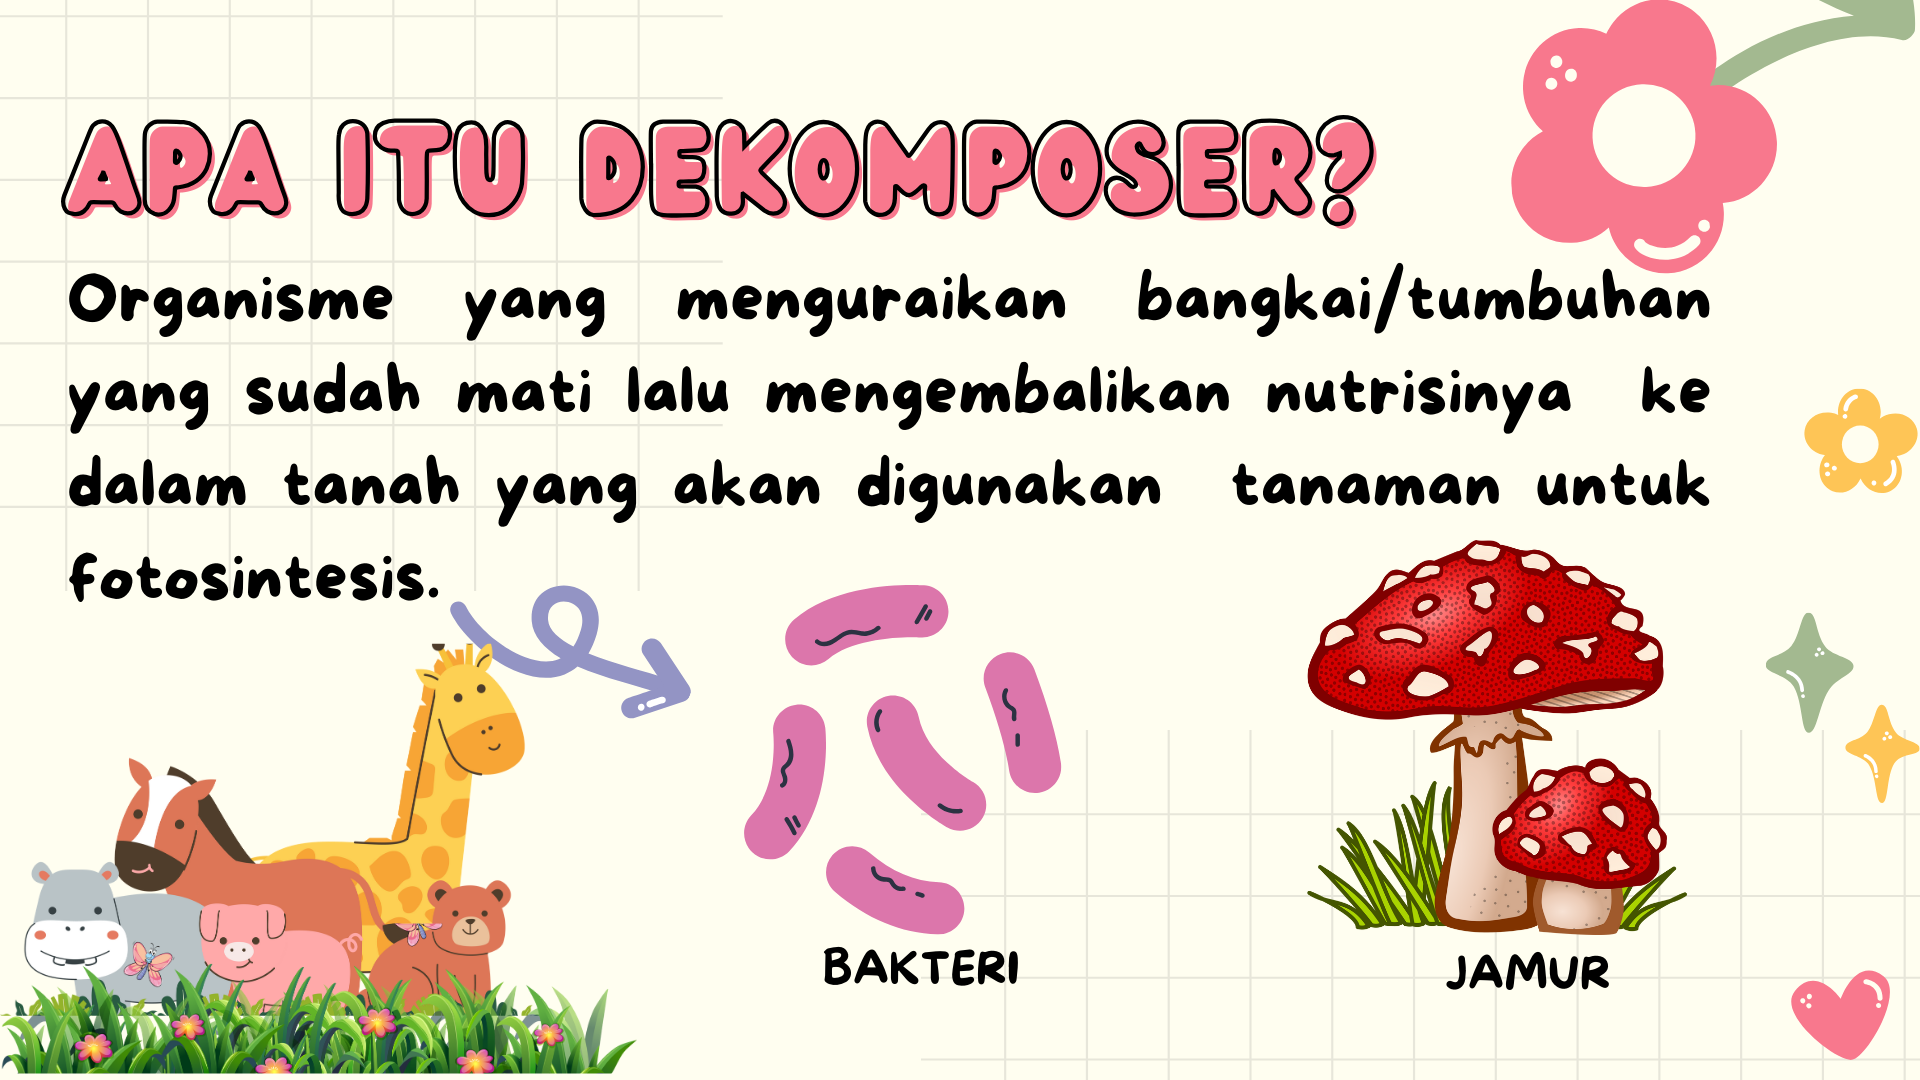 APA ITU DEKOMPOSER?
Organisme yang menguraikan bangkai/tumbuhan
yang sudah mati lalu mengembalikan nutrisinya ke
dalam tanah yang akan digunakan tanaman untuk
fotosintesis.
BAKTERI
JAMUR